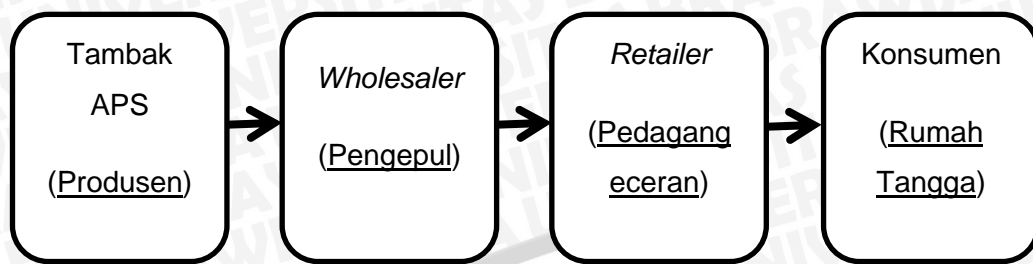 Tambak
APS
(Produsen)
Wholesaler
(Pengepul)
Retailer
(Pedagang
eceran)
Konsumen
(Rumah
Tangga)